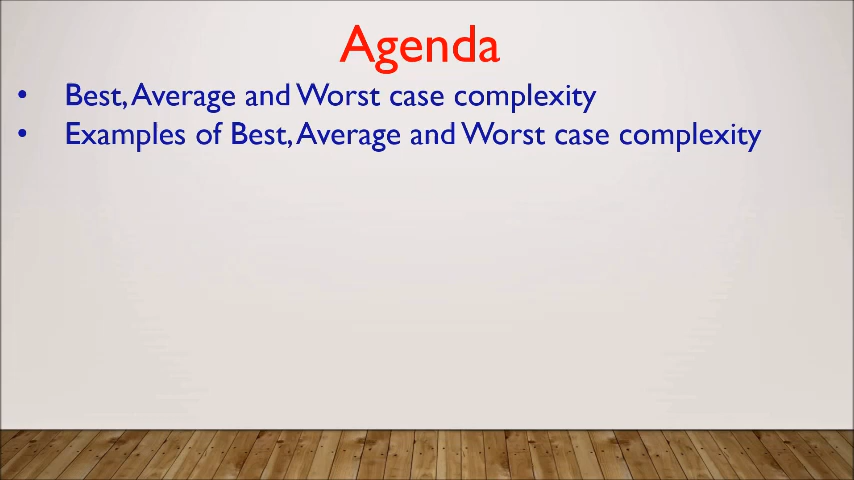 Agenda
• Best, Average and Worst case complexity
• Examples of Best, Average and Worst case complexity